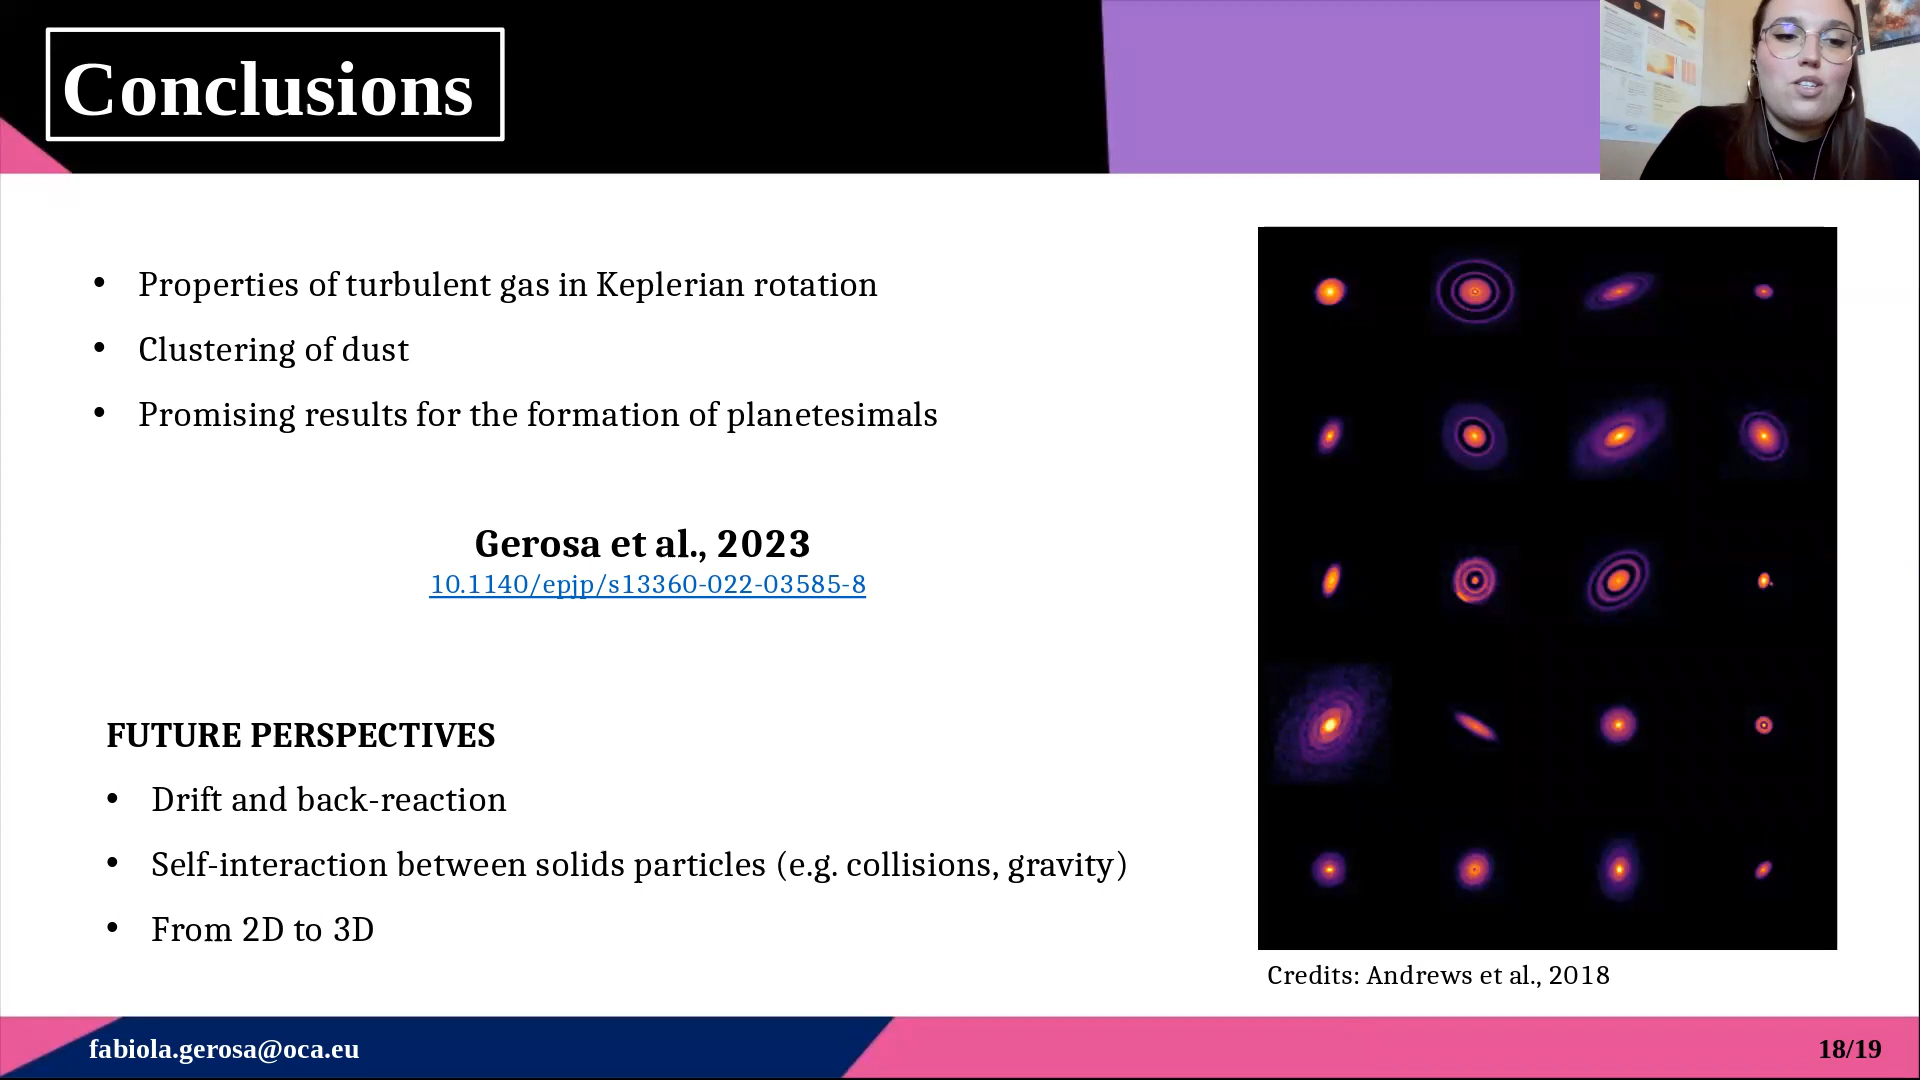 Conclusions
• Properties of turbulent gas in Keplerian rotation
• Clustering of dust
• Promising results for the formation of planetesimals
Gerosa et al., 2023
10.1140/epjp/s13360-022-03585-8
FUTURE PERSPECTIVES
• Drift and back-reaction
• Self-interaction between solids particles (e.g. collisions, gravity)
• From 2D to 3D
Credits: Andrews et al., 2018
fabiola.gerosa@oca.eu
18/19